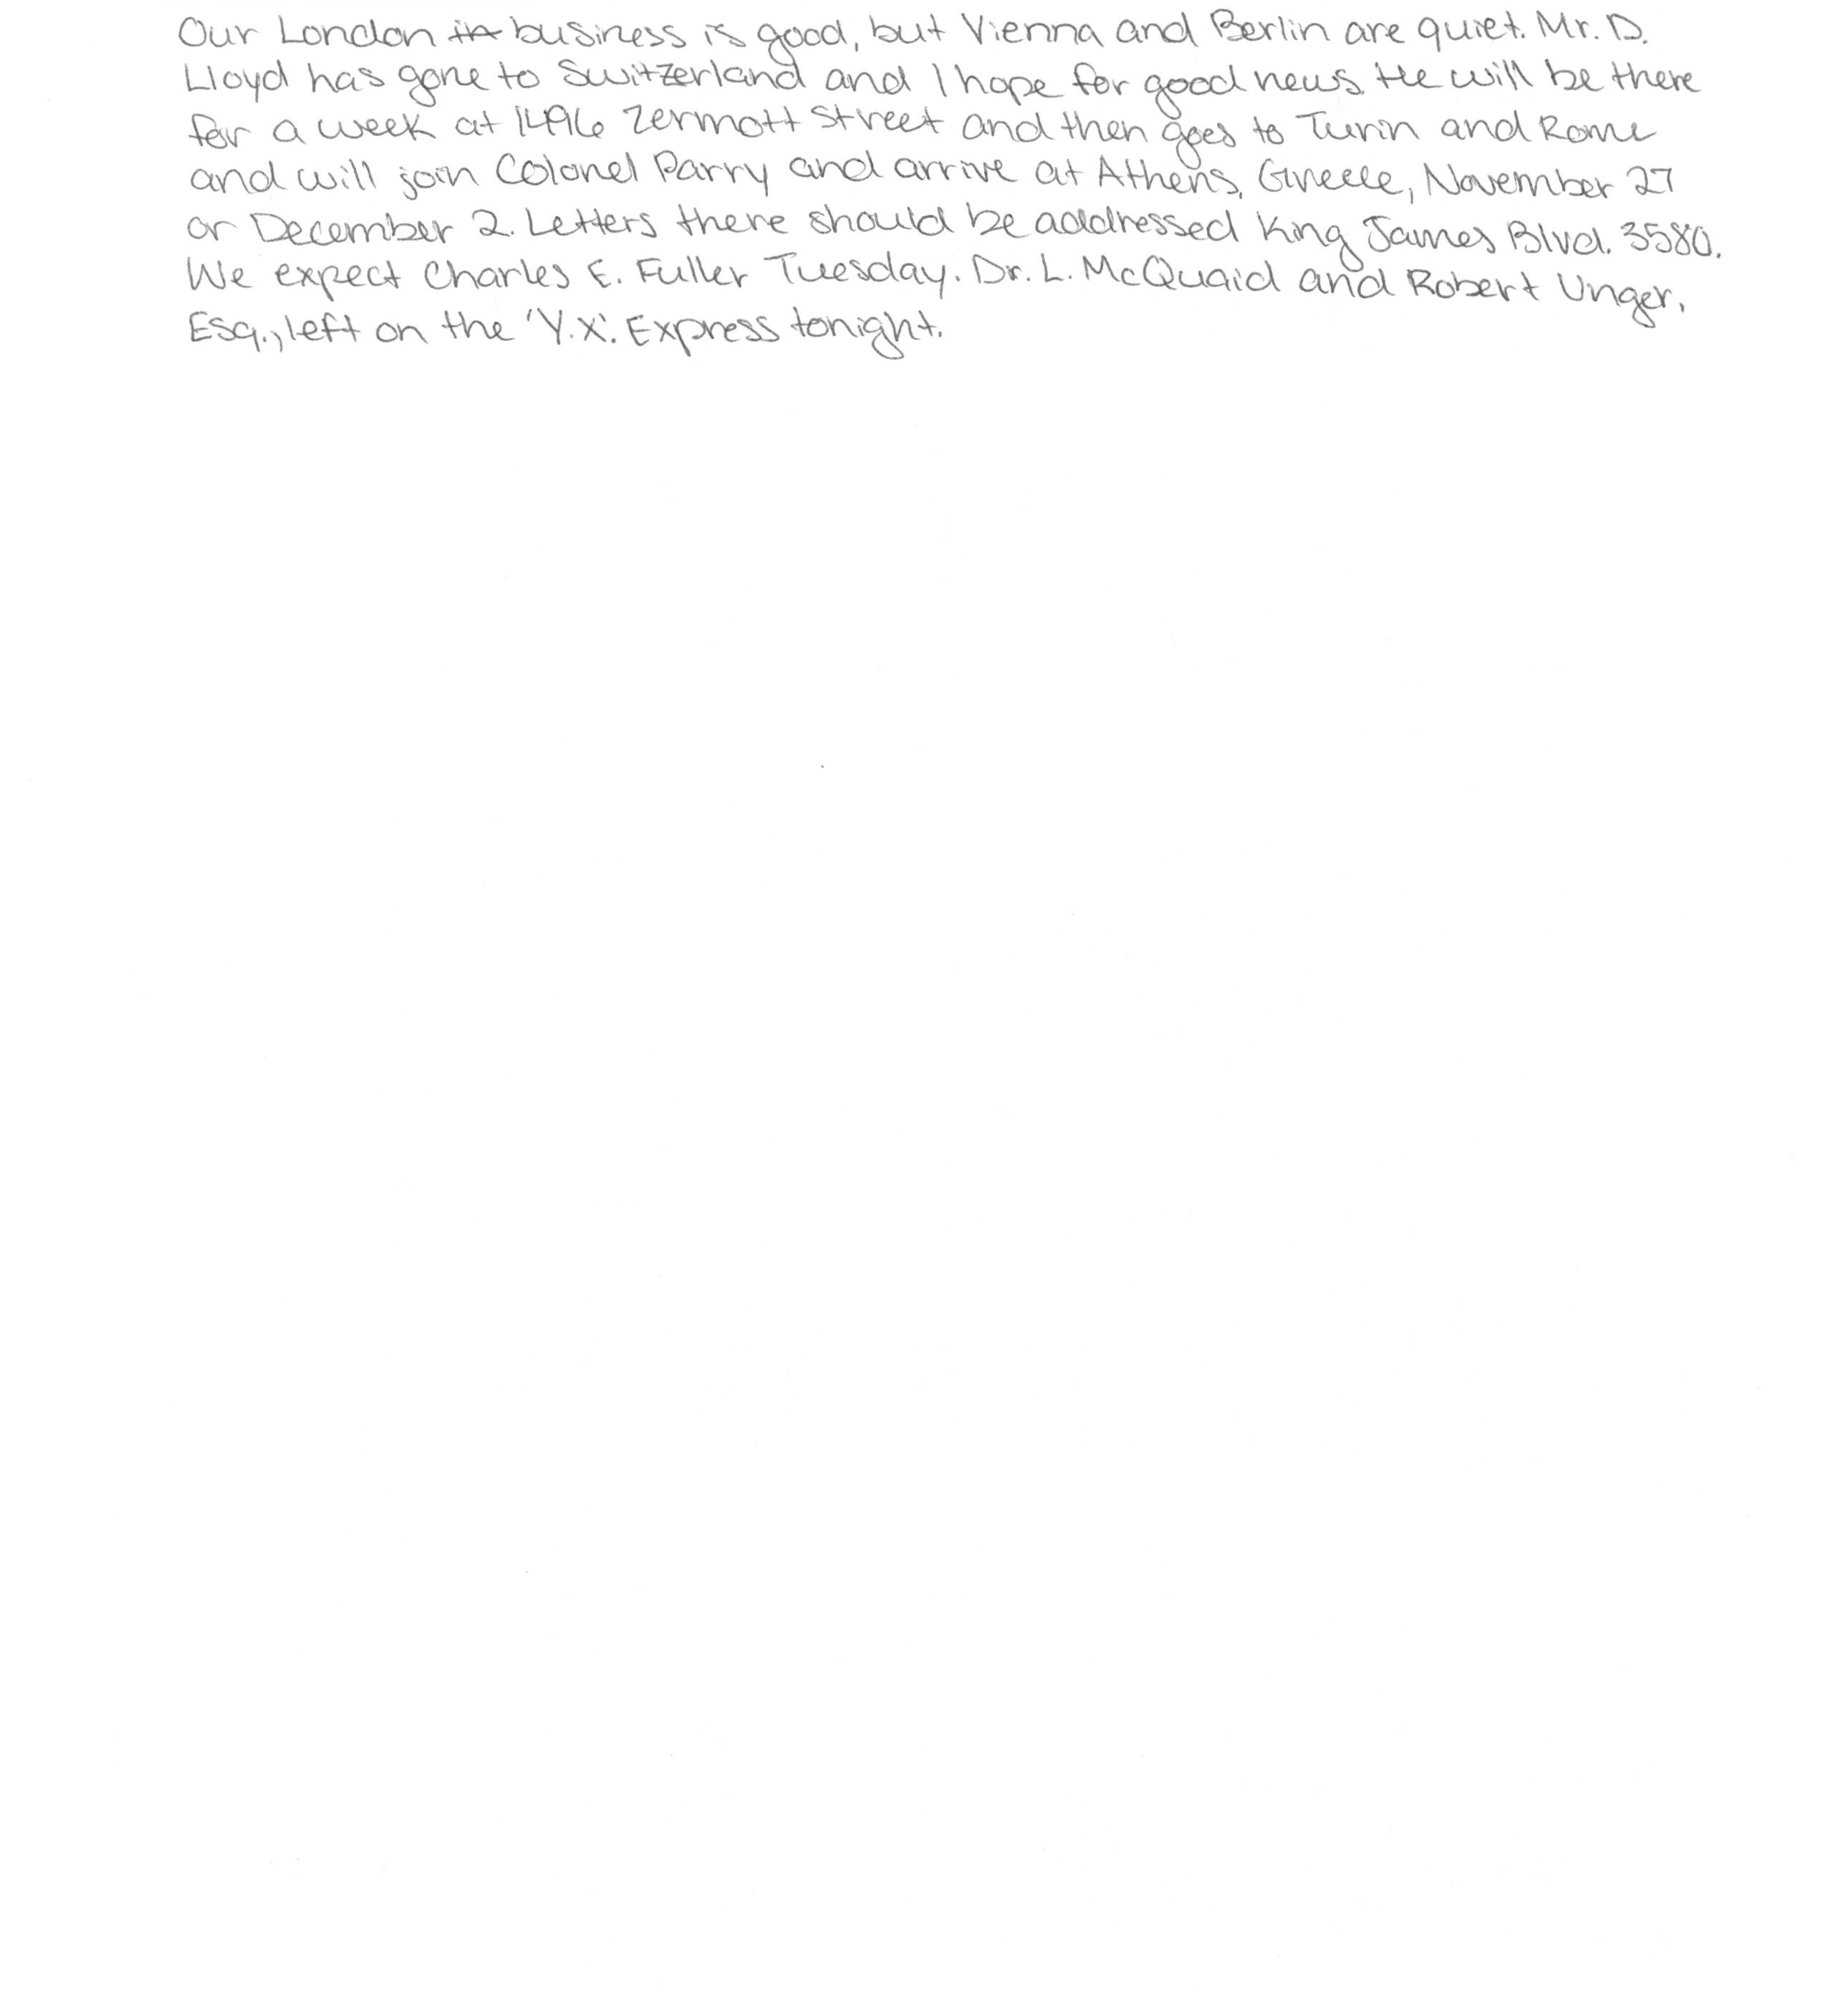 Our London in business is good, but Vienna and Berlin are quiet. Mr. D.
Lloyd has gone to Switzerland and I hope for good news. He will be there
for a week at 1496 Zermott Street and then goes to Turin and Rome
and will join Colonel Parry and arrive at Athens, Greece, November 27
or December 2. Letters there should be addressed King James Blvd. 3580.
We expect Charles E. Fuller Tuesday. Dr. L. McQuaid and Robert Unger,
Esq., left on the 'Y.X.' Express tonight.